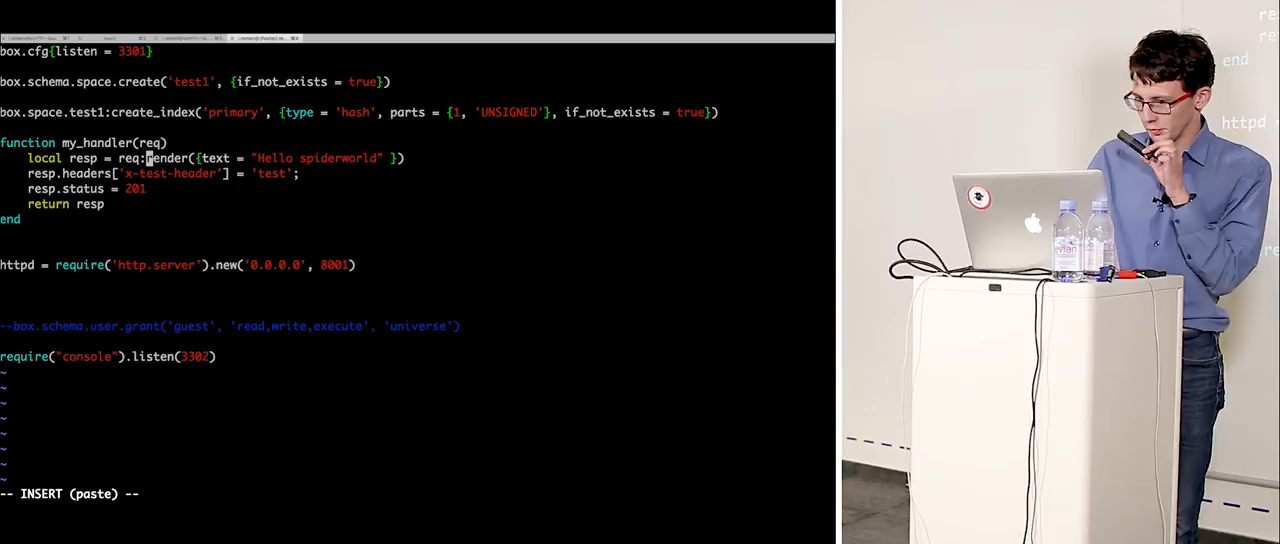 box.cfg{listen = 3301}
box.schema.space.create('test1', {if_not_exists = true})
box.space.test1:create_index('primary', {type = 'hash', parts = {1, 'UNSIGNED'}, if_not_exists = true})
function my_handler(req)
    local resp = req:render({text = "Hello spiderworld" })
    resp.headers['x-test-header'] = 'test';
    resp.status = 201
    return resp
end
httpd = require('http.server').new('0.0.0.0', 8001)
--box.schema.user.grant('guest', 'read,write,execute', 'universe')
require("console").listen(3302)
~
~
~
~
~
~
~
~
-- INSERT (paste) --
end
httpd =
evian